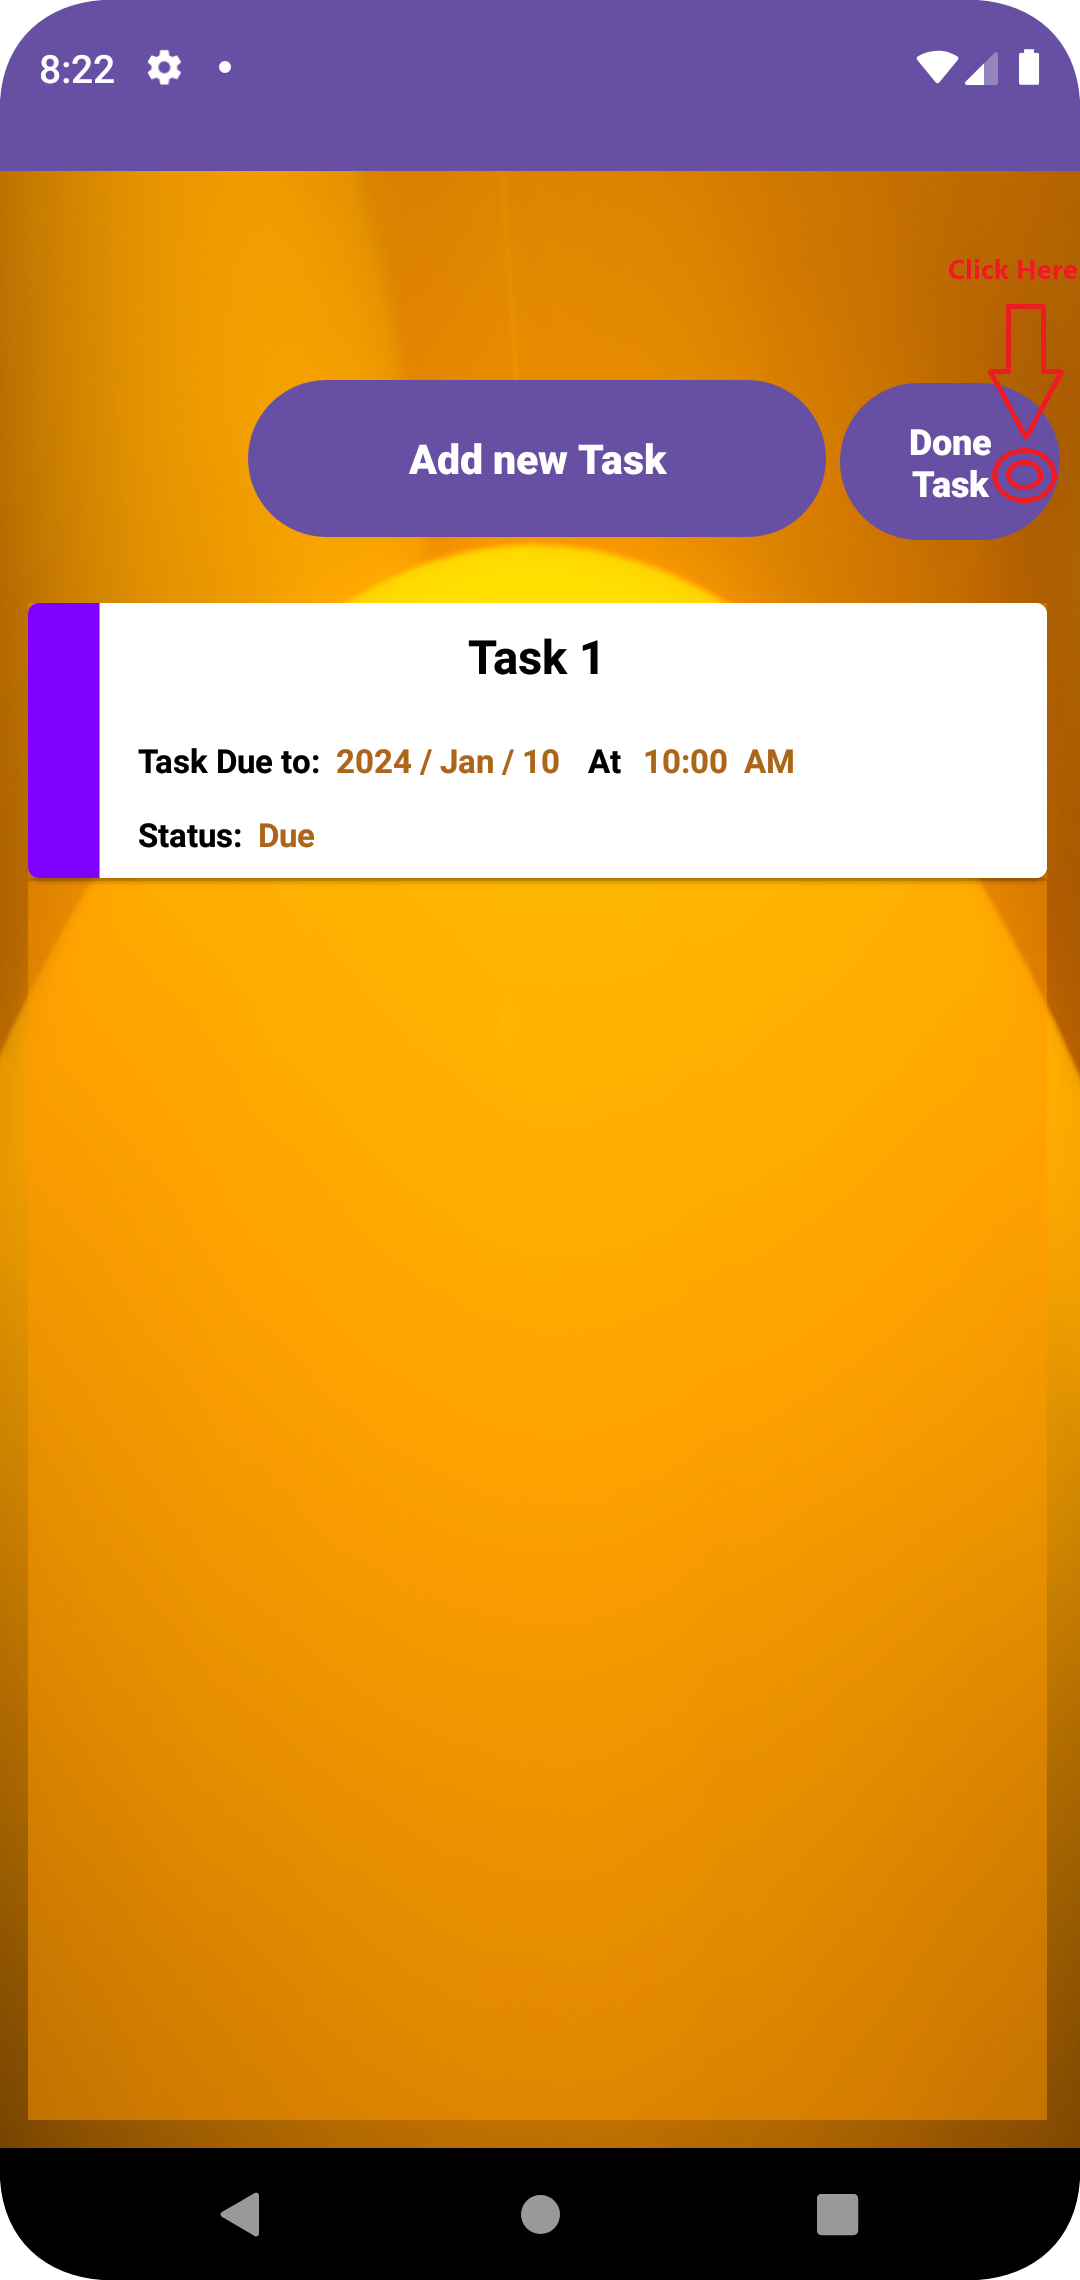 8:22
Click Here
Add new Task
Done
Task
Task 1
Task Due to: 2024 / Jan / 10 At 10:00 AM
Status: Due